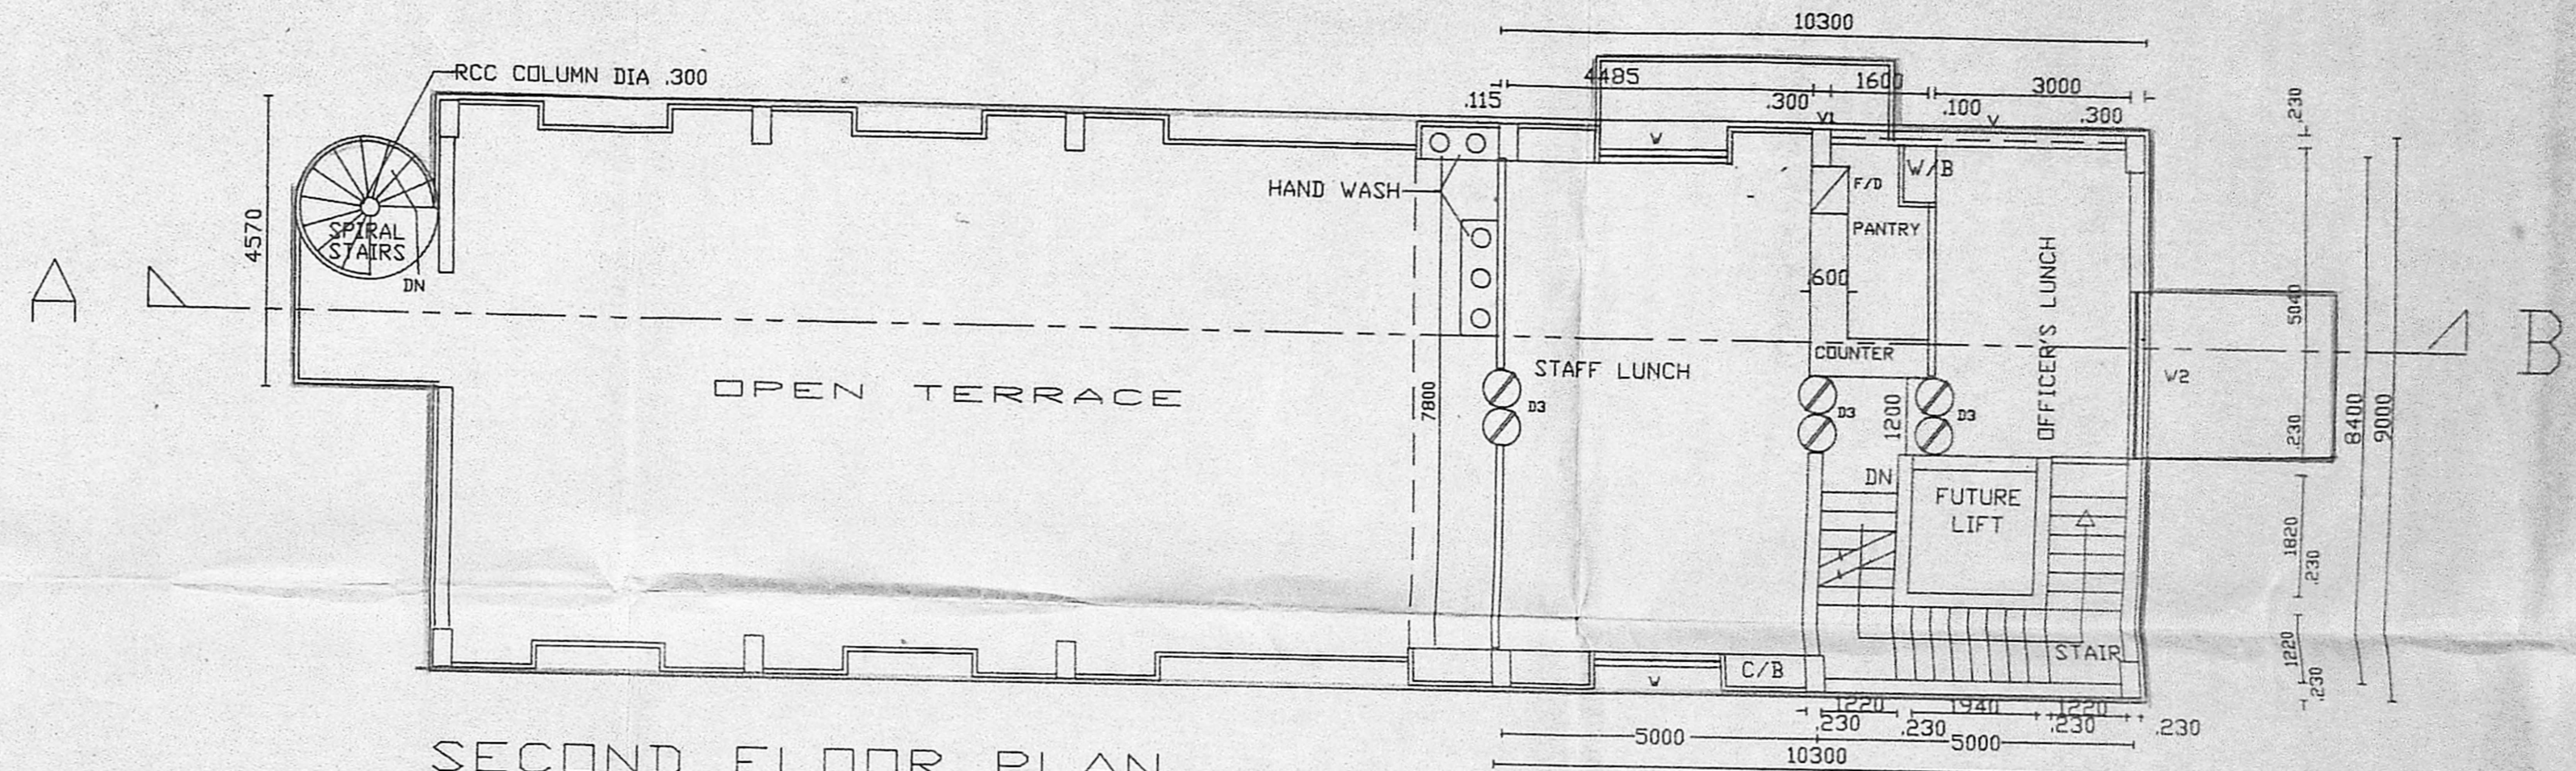 10300
RCC COLUMN DIA .300
4485
1600
3000
.115
.300
.100
.300
.230
V1
V
W
HAND WASH
F/D
W/B
PANTRY
4570
SPIRAL
STAIRS
DN
600
5040
A
B
COUNTER
STAFF LUNCH
OFFICER'S LUNCH
W2
OPEN TERRACE
7800
D3
D3
D3
1200
.230
8400
9000
DN
FUTURE
LIFT
1820
.230
STAIR
1220
.230
C/B
W
1220
1940
1220
.230
.230
.230
.230
5000
5000
10300
SECOND FLOOR PLAN